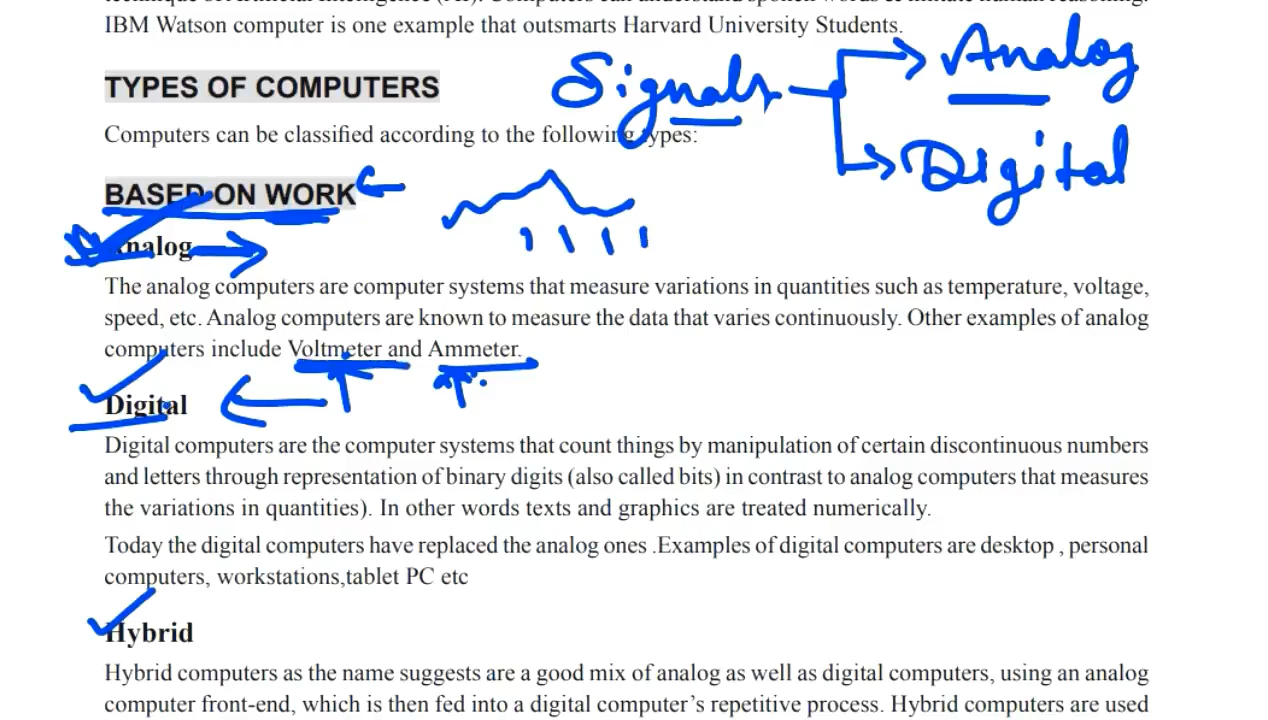 IBM Watson computer is one example that outsmarts Harvard University Students.
Signals
Analog
Digital
TYPES OF COMPUTERS
Computers can be classified according to the following types:
BASED ON WORK
Analog
The analog computers are computer systems that measure variations in quantities such as temperature, voltage,
speed, etc. Analog computers are known to measure the data that varies continuously. Other examples of analog
computers include Voltmeter and Ammeter.
Digital
Digital computers are the computer systems that count things by manipulation of certain discontinuous numbers
and letters through representation of binary digits (also called bits) in contrast to analog computers that measures
the variations in quantities). In other words texts and graphics are treated numerically.
Today the digital computers have replaced the analog ones .Examples of digital computers are desktop , personal
computers, workstations,tablet PC etc
Hybrid
Hybrid computers as the name suggests are a good mix of analog as well as digital computers, using an analog
computer front-end, which is then fed into a digital computer’s repetitive process. Hybrid computers are used